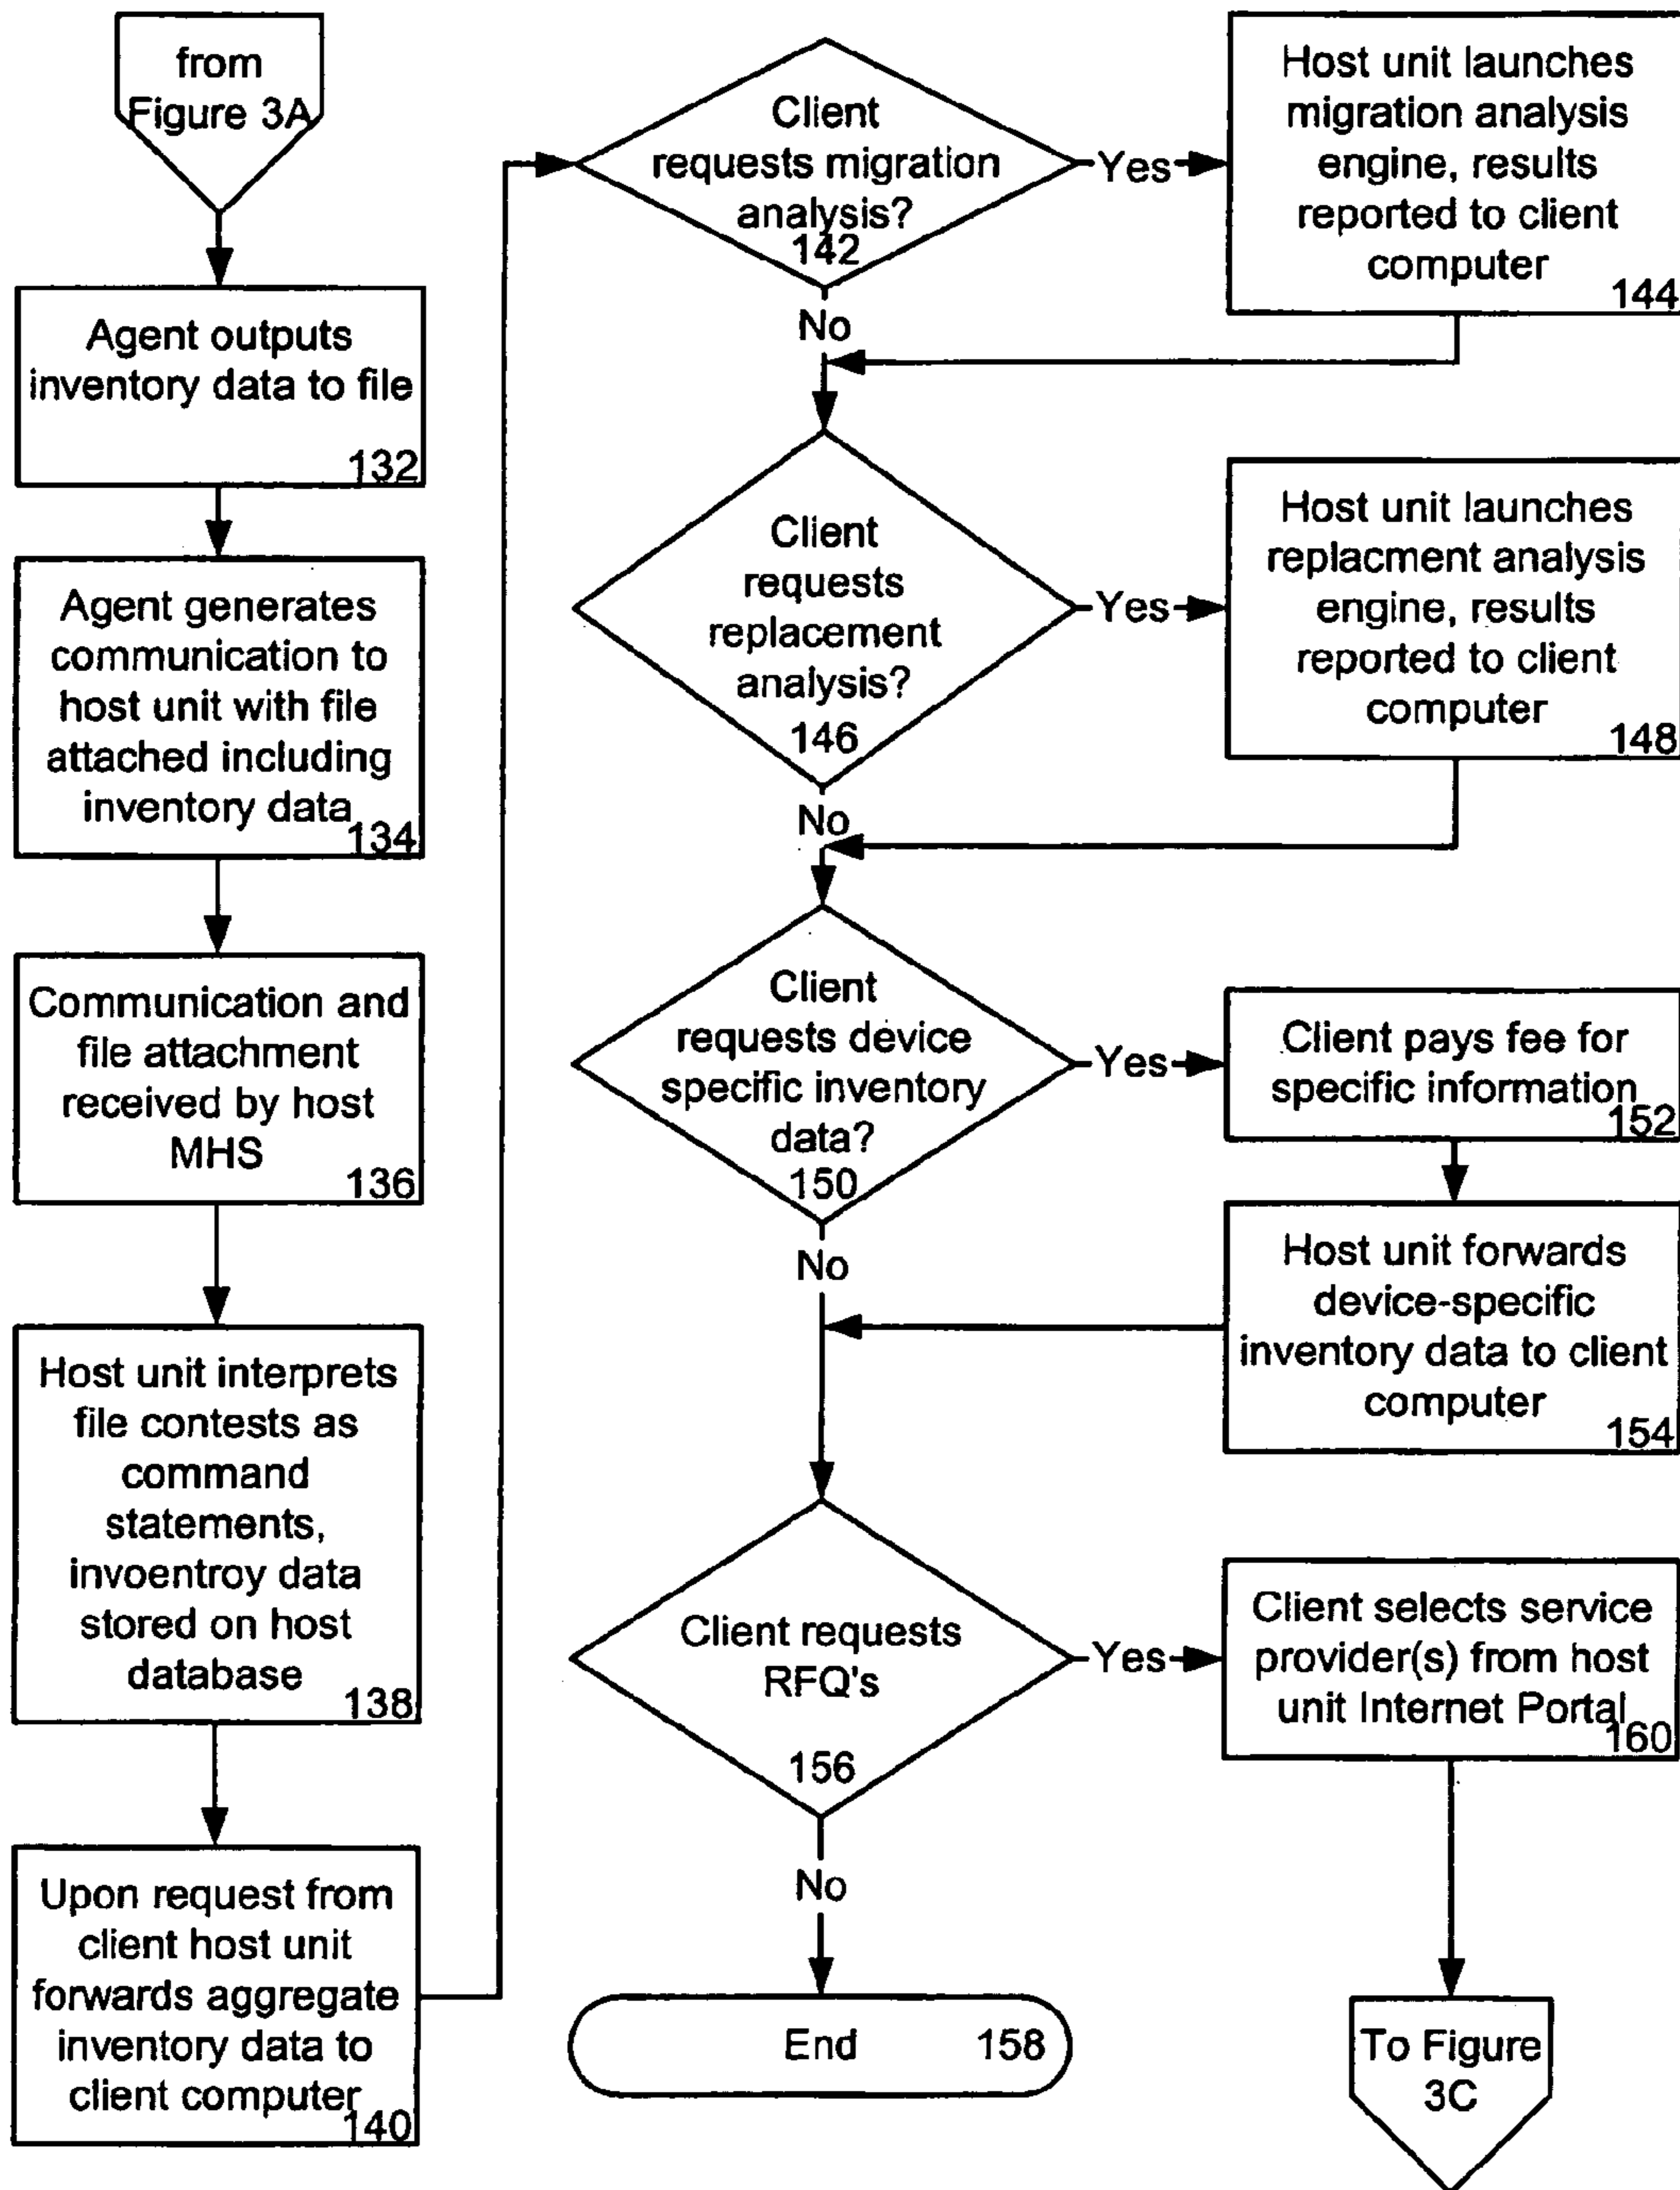 from
Figure 3A
Agent outputs
inventory data to file
132
Agent generates
communication to
host unit with file
attached including
inventory data
134
Communication and
file attachment
received by host
MHS
136
Host unit interprets
file contests as
command
statements,
invoentroy data
stored on host
database
138
Upon request from
client host unit
forwards aggregate
inventory data to
client computer
140
Client
requests migration
analysis?
142
Yes
No
Host unit launches
migration analysis
engine, results
reported to client
computer
144
Client
requests
replacement
analysis?
146
Yes
No
Host unit launches
replacment analysis
engine, results
reported to client
computer
148
Client
requests device
specific inventory
data?
150
Yes
No
Client pays fee for
specific information
152
Host unit forwards
device-specific
inventory data to client
computer
154
Client requests
RFQ's
156
Yes
No
Client selects service
provider(s) from host
unit Internet Portal
160
End 158
To Figure
3C